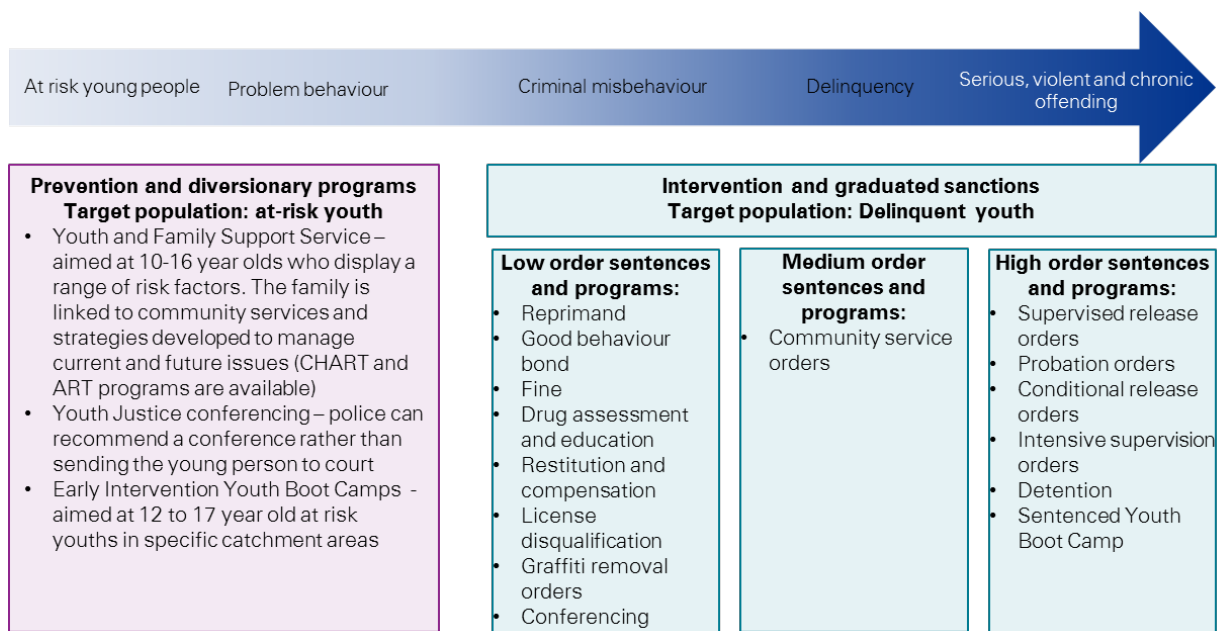 At risk young people
Problem behaviour
Criminal misbehaviour
Delinquency
Serious, violent and chronic
offending
Prevention and diversionary programs
Target population: at-risk youth
• Youth and Family Support Service –
aimed at 10-16 year olds who display a
range of risk factors. The family is
linked to community services and
strategies developed to manage
current and future issues (CHART and
ART programs are available)
• Youth Justice conferencing – police can
recommend a conference rather than
sending the young person to court
• Early Intervention Youth Boot Camps -
aimed at 12 to 17 year old at risk
youths in specific catchment areas
Intervention and graduated sanctions
Target population: Delinquent youth
Low order sentences
and programs:
• Reprimand
• Good behaviour
bond
• Fine
• Drug assessment
and education
• Restitution and
compensation
• License
disqualification
• Graffiti removal
orders
• Conferencing
Medium order
sentences and
programs:
• Community service
orders
High order sentences
and programs:
• Supervised release
orders
• Probation orders
• Conditional release
orders
• Intensive supervision
orders
• Detention
• Sentenced Youth
Boot Camp